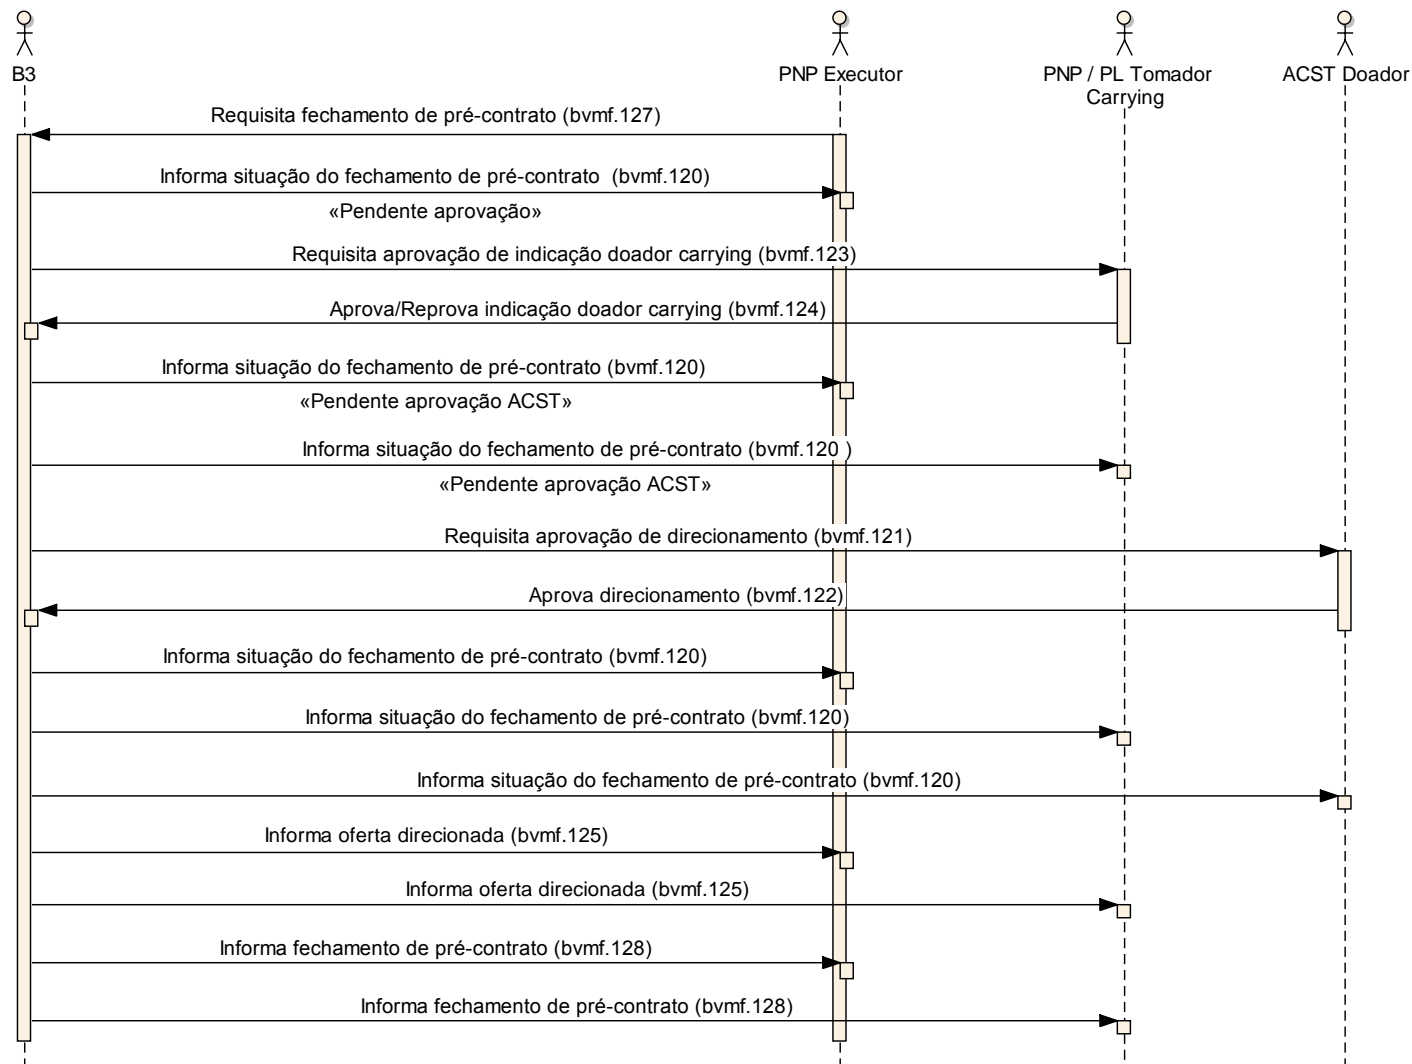 B3
PNP Executor
PNP / PL Tomador
Carrying
ACST Doador
Requisita fechamento de pré-contrato (bvmf.127)
Informa situação do fechamento de pré-contrato  (bvmf.120)
«Pendente aprovação»
Requisita aprovação de indicação doador carrying (bvmf.123)
Aprova/Reprova indicação doador carrying (bvmf.124)
Informa situação do fechamento de pré-contrato (bvmf.120)
«Pendente aprovação ACST»
Informa situação do fechamento de pré-contrato (bvmf.120 )
«Pendente aprovação ACST»
Requisita aprovação de direcionamento (bvmf.121)
Aprova direcionamento (bvmf.122)
Informa situação do fechamento de pré-contrato (bvmf.120)
Informa situação do fechamento de pré-contrato (bvmf.120)
Informa situação do fechamento de pré-contrato (bvmf.120)
Informa oferta direcionada (bvmf.125)
Informa oferta direcionada (bvmf.125)
Informa fechamento de pré-contrato (bvmf.128)
Informa fechamento de pré-contrato (bvmf.128)